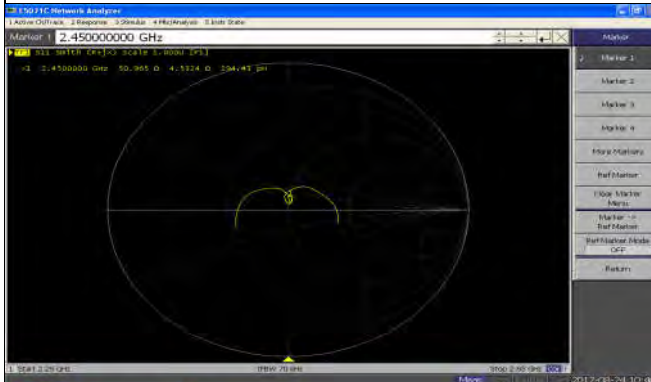 E5071C Network Analyzer
1 Active Ch/Trace 2 Response 3 Stimulus 4 Mkr/Analysis 5 Instr State
Marker 1 2.450000000 GHz
Marker
Tr1 S11 Smith (R+jX) Scale 1.000U [F1]
>1 2.4500000 GHz 50.965 Ω 4.5324 Ω 294.43 pH
Marker 1
Marker 2
Marker 3
Marker 4
More Markers
Ref Marker
Clear Marker
Menu
Marker ->
Ref Marker
Ref Marker Mode
OFF
Return
1 Start 2.25 GHz
IFBW 70 kHz
Stop 2.65 GHz
Meas